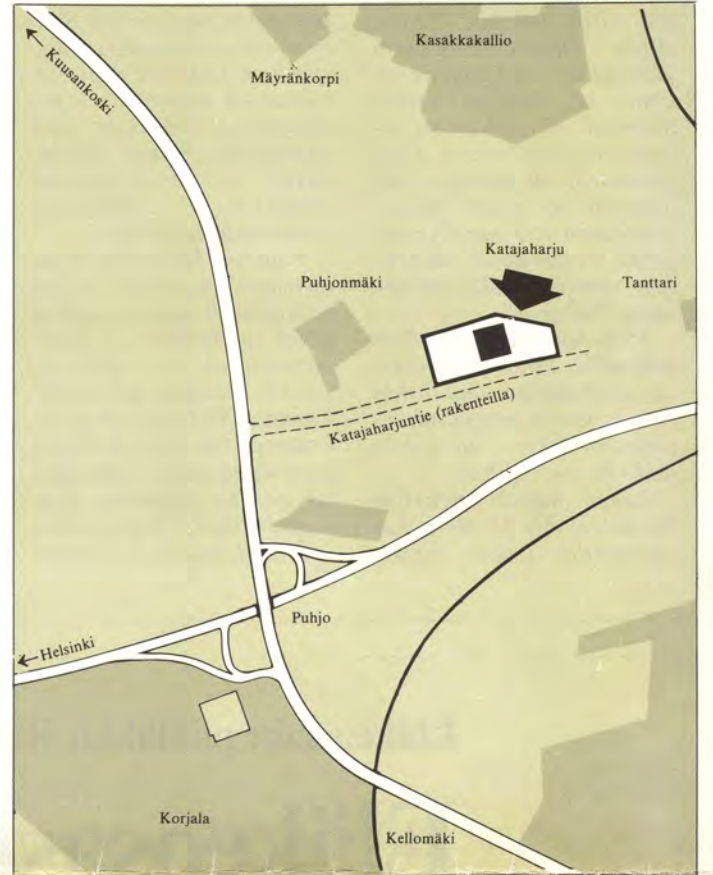 Kuusankoski
Kasakkakallio
Mäyränkorpi
Katajaharju
Puhjonmäki
Tanttari
Katajaharjuntie (rakenteilla)
Puhjo
Helsinki
Korjala
Kellomäki